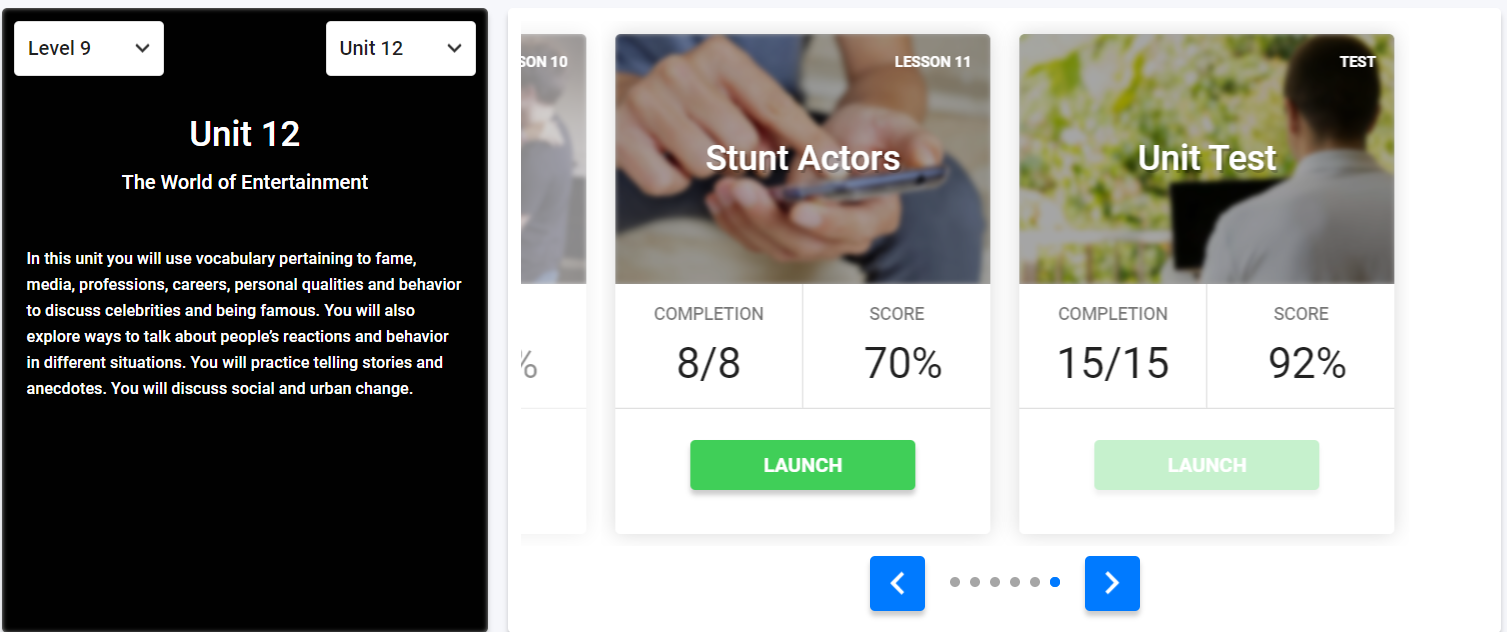 Level 9
Unit 12
Unit 12
The World of Entertainment
In this unit you will use vocabulary pertaining to fame,
media, professions, careers, personal qualities and behavior
to discuss celebrities and being famous. You will also
explore ways to talk about people's reactions and behavior
in different situations. You will practice telling stories and
anecdotes. You will discuss social and urban change.
SON 10
%
LESSON 11
Stunt Actors
COMPLETION
SCORE
8/8
70%
LAUNCH
TEST
Unit Test
COMPLETION
SCORE
15/15
92%
LAUNCH